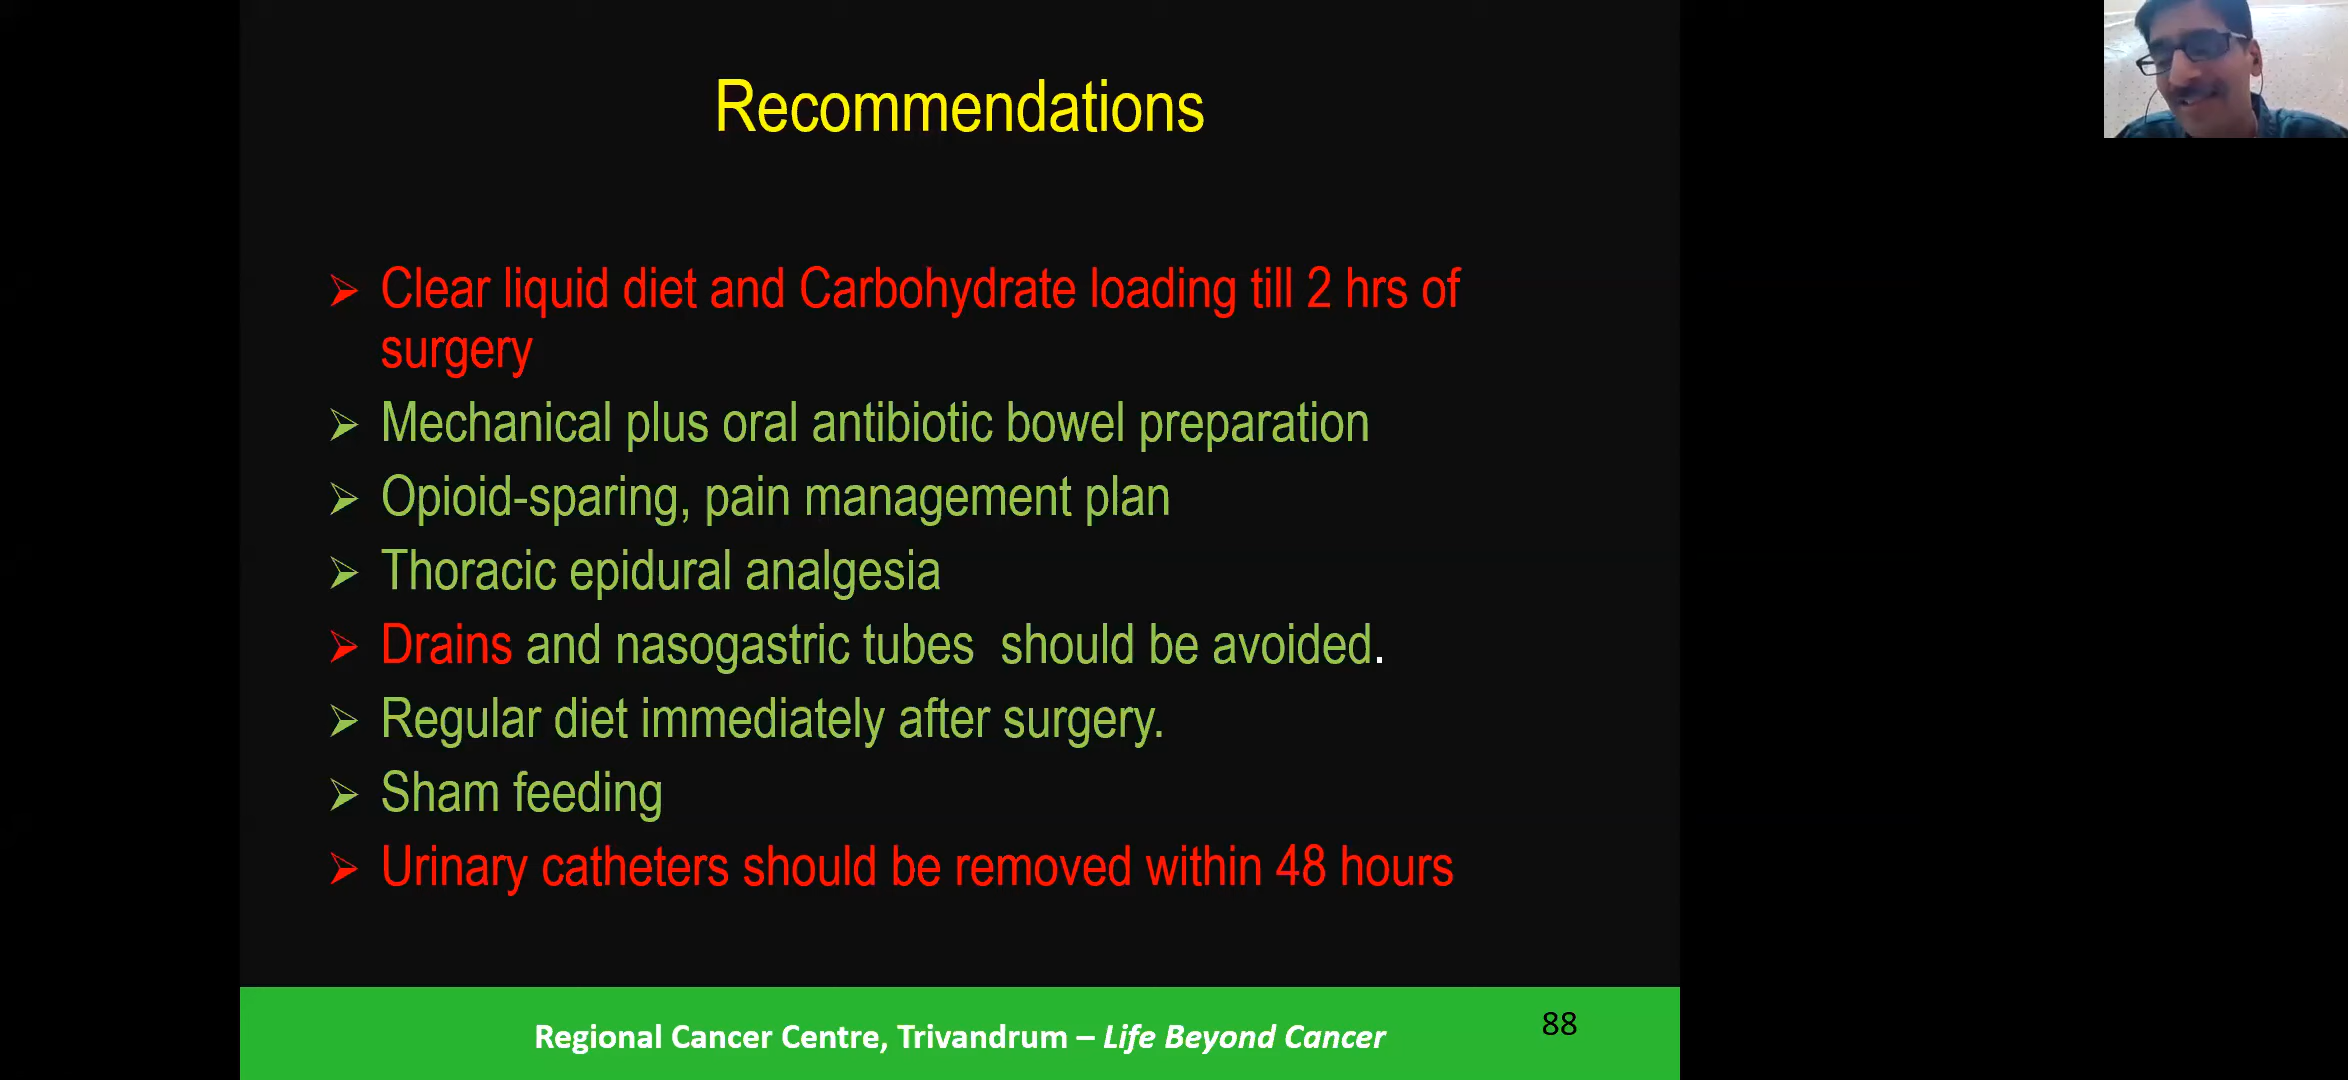 Recommendations
Clear liquid diet and Carbohydrate loading till 2 hrs of
surgery
Mechanical plus oral antibiotic bowel preparation
Opioid-sparing, pain management plan
Thoracic epidural analgesia
Drains and nasogastric tubes  should be avoided.
Regular diet immediately after surgery.
Sham feeding
Urinary catheters should be removed within 48 hours
Regional Cancer Centre, Trivandrum – Life Beyond Cancer
88